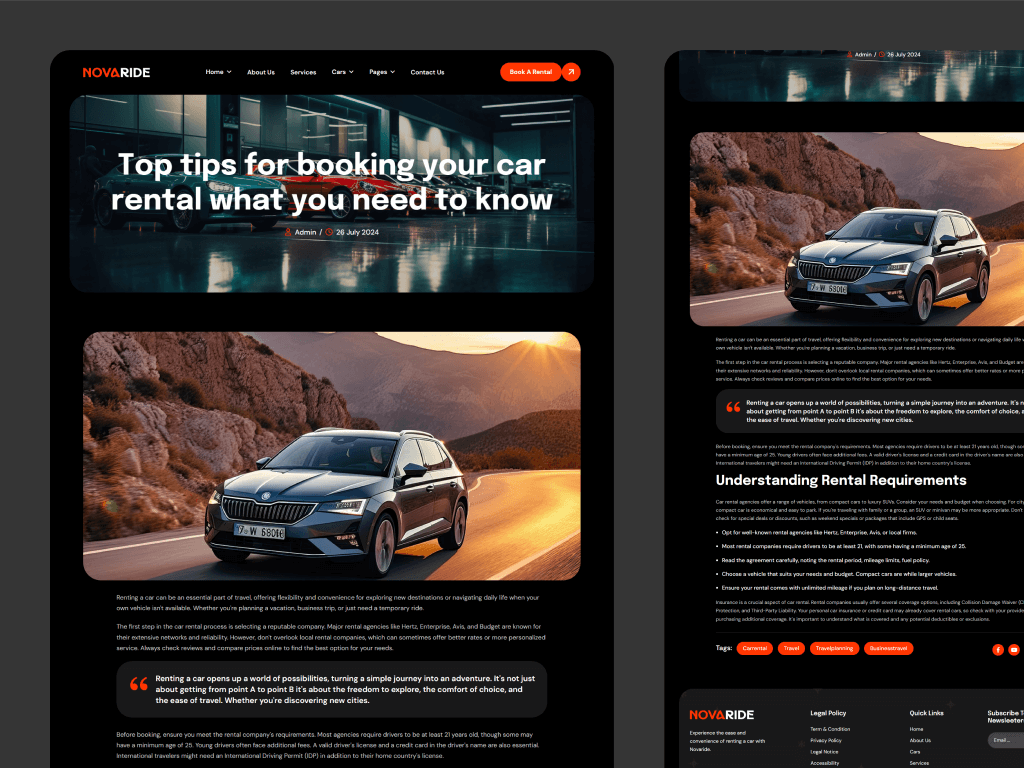 NOVARIDE
Home
About Us
Services
Cars
Pages
Contact Us
Book A Rental
Top tips for booking your car
rental what you need to know
Admin / 26 July 2024
Renting a car can be an essential part of travel, offering flexibility and convenience for exploring new destinations or navigating daily life when your
own vehicle isn't available. Whether you're planning a vacation, business trip, or just need a temporary ride.
The first step in the car rental process is selecting a reputable company. Major rental agencies like Hertz, Enterprise, Avis, and Budget are known for
their extensive networks and reliability. However, don't overlook local rental companies, which can sometimes offer better rates or more personalized
service. Always check reviews and compare prices online to find the best option for your needs.
Renting a car opens up a world of possibilities, turning a simple journey into an adventure. It's not just
about getting from point A to point B it's about the freedom to explore, the comfort of choice, and
the ease of travel. Whether you're discovering new cities.
Before booking, ensure you meet the rental company's requirements. Most agencies require drivers to be at least 21 years old, though some may
have a minimum age of 25. Young drivers often face additional fees. A valid driver's license and a credit card in the driver's name are also essential.
International travelers might need an International Driving Permit (IDP) in addition to their home country's license.
Admin / 26 July 2024
Renting a car can be an essential part of travel, offering flexibility and convenience for exploring new destinations or navigating daily life
own vehicle isn't available. Whether you're planning a vacation, business trip, or just need a temporary ride.
The first step in the car rental process is selecting a reputable company. Major rental agencies like Hertz, Enterprise, Avis, and Budget are
their extensive networks and reliability. However, don't overlook local rental companies, which can sometimes offer better rates or more
service. Always check reviews and compare prices online to find the best option for your needs.
Renting a car opens up a world of possibilities, turning a simple journey into an adventure. It's
about getting from point A to point B it's about the freedom to explore, the comfort of choice,
the ease of travel. Whether you're discovering new cities.
Before booking, ensure you meet the rental company's requirements. Most agencies require drivers to be at least 21 years old, though
have a minimum age of 25. Young drivers often face additional fees. A valid driver's license and a credit card in the driver's name are also
International travelers might need an International Driving Permit (IDP) in addition to their home country's license.
Understanding Rental Requirements
Car rental agencies offer a range of vehicles, from compact cars to luxury SUVs. Consider your needs and budget when choosing. For
compact car is economical and easy to park. If you're traveling with family or a group, an SUV or minivan may be more appropriate. Don't
check for special deals or discounts, such as weekend specials or packages that include GPS or child seats.
• Opt for well-known rental agencies like Hertz, Enterprise, Avis, or local firms.
• Most rental companies require drivers to be at least 21, with some having a minimum age of 25.
• Read the agreement carefully, noting the rental period, mileage limits, fuel policy.
• Choose a vehicle that suits your needs and budget. Compact cars are while larger vehicles.
• Ensure your rental comes with unlimited mileage if you plan on long-distance travel.
Insurance is a crucial aspect of car rental. Rental companies usually offer several coverage options, including Collision Damage Waiver
Protection, and Third-Party Liability. Your personal car insurance or credit card may already cover rental cars, so check with your
purchasing additional coverage. It's important to understand what is covered and any potential deductibles or exclusions.
Tags:
Carrental
Travel
Travelplanning
Businesstravel
NOVARIDE
Experience the ease and
convenience of renting a car with
Novaride.
Legal Policy
Term & Condition
Privacy Policy
Legal Notice
Accessability
Quick Links
Home
About Us
Cars
Services
Subscribe
Email ...